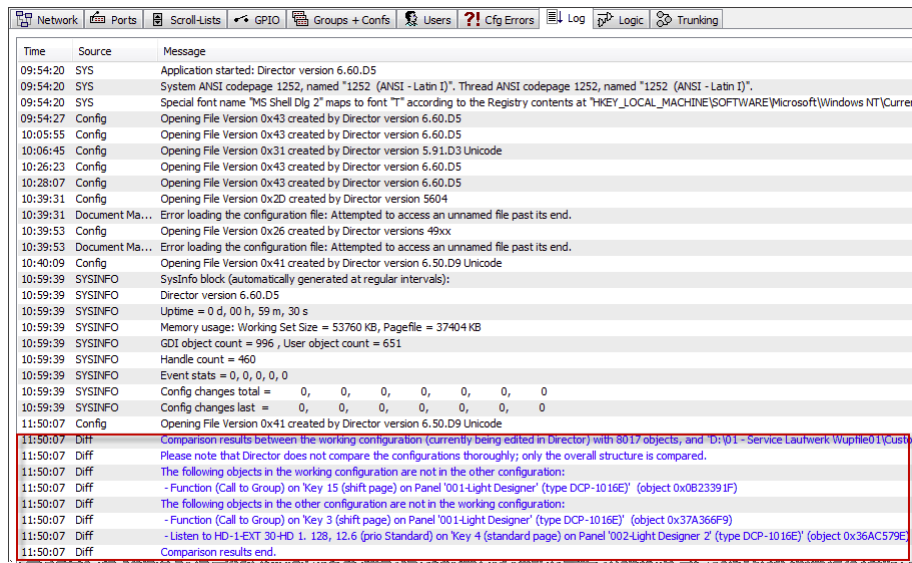 Network Ports Scroll-Lists GPIO Groups + Confs Users ?! Cfg Errors Log Logic Trunking
Time Source Message
09:54:20 SYS Application started: Director version 6.60.D5
09:54:20 SYS System ANSI codepage 1252, named "1252 (ANSI - Latin I)". Thread ANSI codepage 1252, named "1252 (ANSI - Latin I)".
09:54:20 SYS Special font name "MS Shell Dlg 2" maps to font "T" according to the Registry contents at "HKEY_LOCAL_MACHINE\SOFTWARE\Microsoft\Windows NT\Curre
09:54:27 Config Opening File Version 0x43 created by Director version 6.60.D5
10:05:55 Config Opening File Version 0x43 created by Director version 6.60.D5
10:06:45 Config Opening File Version 0x31 created by Director version 5.91.D3 Unicode
10:26:23 Config Opening File Version 0x43 created by Director version 6.60.D5
10:28:07 Config Opening File Version 0x43 created by Director version 6.60.D5
10:39:31 Config Opening File Version 0x2D created by Director version 5604
10:39:31 Document Ma... Error loading the configuration file: Attempted to access an unnamed file past its end.
10:39:53 Config Opening File Version 0x26 created by Director versions 49xx
10:39:53 Document Ma... Error loading the configuration file: Attempted to access an unnamed file past its end.
10:40:09 Config Opening File Version 0x41 created by Director version 6.50.D9 Unicode
10:59:39 SYSINFO SysInfo block (automatically generated at regular intervals):
10:59:39 SYSINFO Director version 6.60.D5
10:59:39 SYSINFO Uptime = 0 d, 00 h, 59 m, 30 s
10:59:39 SYSINFO Memory usage: Working Set Size = 53760 KB, Pagefile = 37404 KB
10:59:39 SYSINFO GDI object count = 996 , User object count = 651
10:59:39 SYSINFO Handle count = 460
10:59:39 SYSINFO Event stats = 0, 0, 0, 0, 0
10:59:39 SYSINFO Config changes total = 0, 0, 0, 0, 0, 0, 0
10:59:39 SYSINFO Config changes last = 0, 0, 0, 0, 0, 0, 0
11:50:07 Config Opening File Version 0x41 created by Director version 6.50.D9 Unicode
11:50:07 Diff Comparison results between the working configuration (currently being edited in Director) with 8017 objects, and 'D:\01 - Service Laufwerk Wupfile01\Custo
11:50:07 Diff Please note that Director does not compare the configurations thoroughly; only the overall structure is compared.
11:50:07 Diff The following objects in the working configuration are not in the other configuration:
11:50:07 Diff - Function (Call to Group) on 'Key 15 (shift page) on Panel '001-Light Designer' (type DCP-1016E)' (object 0x0B23391F)
11:50:07 Diff The following objects in the other configuration are not in the working configuration:
11:50:07 Diff - Function (Call to Group) on 'Key 3 (shift page) on Panel '001-Light Designer' (type DCP-1016E)' (object 0x37A366F9)
11:50:07 Diff - Listen to HD-1-EXT 30-HD 1. 128, 12.6 (prio Standard) on 'Key 4 (standard page) on Panel '002-Light Designer 2' (type DCP-1016E)' (object 0x36AC579E)
11:50:07 Diff Comparison results end.